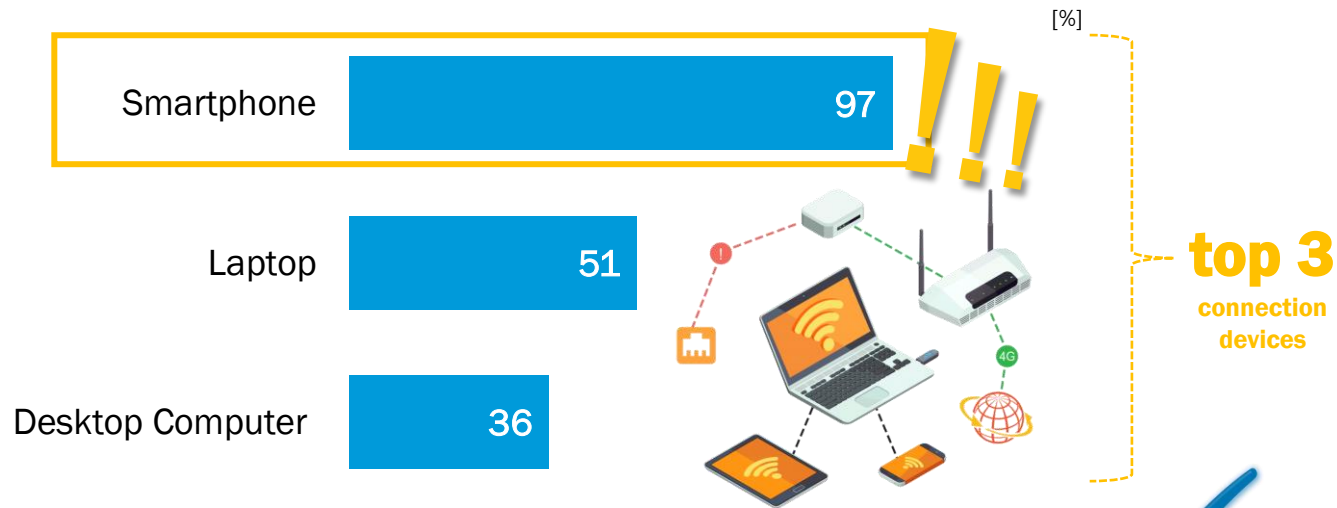 [%]
Smartphone 97
Laptop 51
Desktop Computer 36
!
4G
top 3
connection
devices